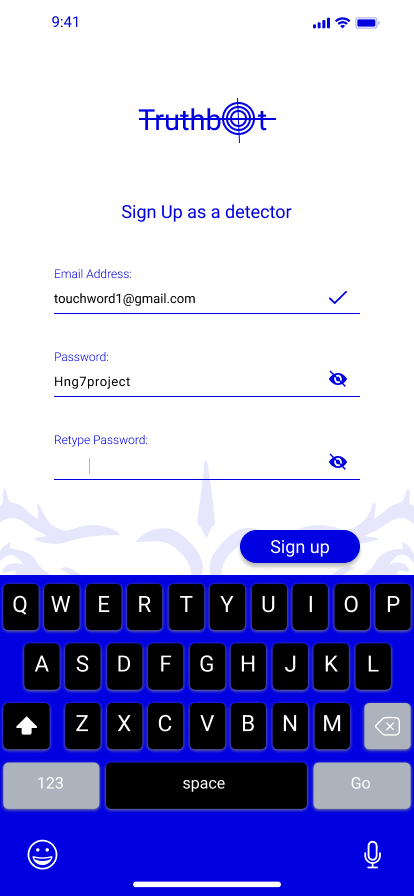 9:41
Truthbot
Sign Up as a detector
Email Address:
touchword1@gmail.com
Password:
Hng7project
Retype Password:
Sign up
Q W E R T Y U I O P
A S D F G H J K L
Z X C V B N M
123 space Go